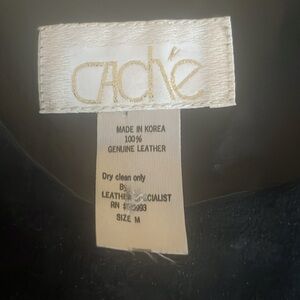 caché
MADE IN KOREA
100%
GENUINE LEATHER
Dry clean only
By
LEATHER SPECIALIST
RN
SIZE M